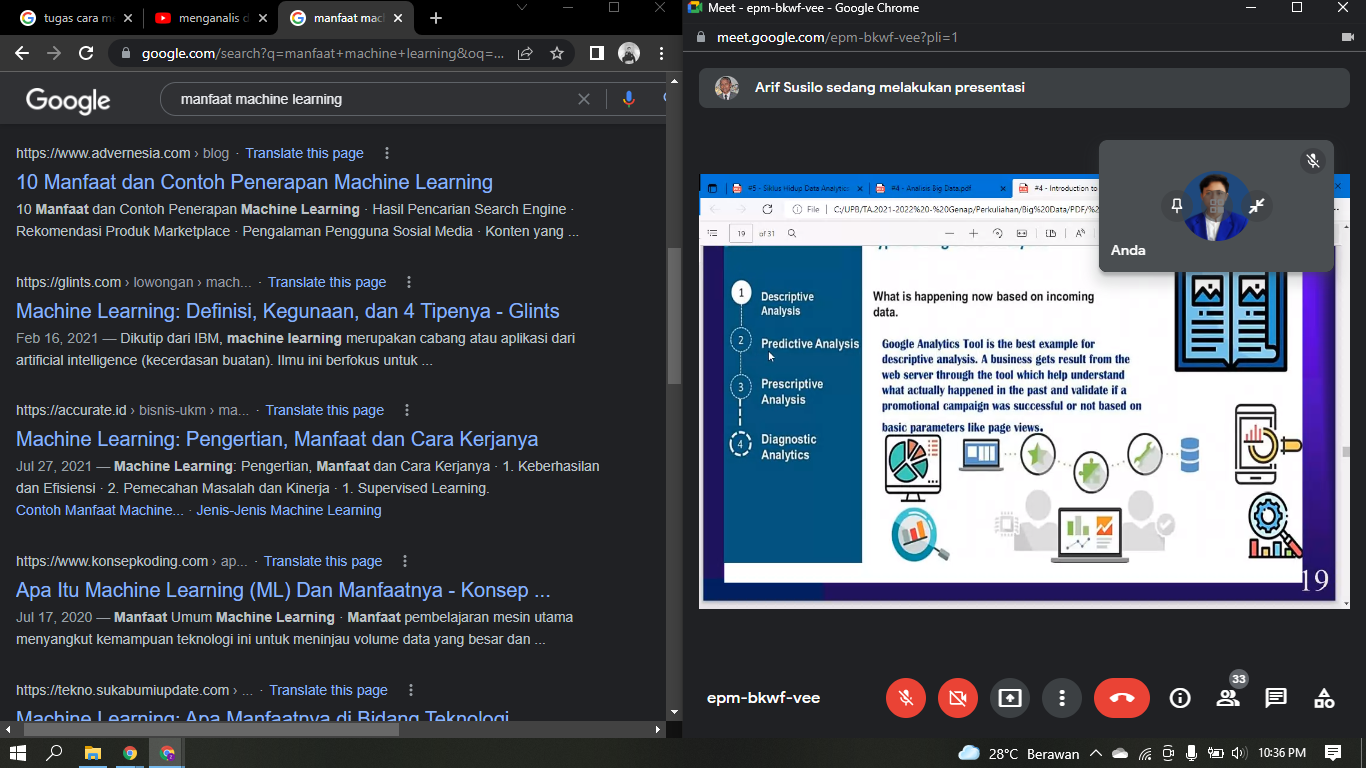 tugas cara m
menganalis d
manfaat mac
google.com/search?q=manfaat+machine+learning&oq=...
Google
manfaat machine learning
https://www.advernesia.com › blog · Translate this page
10 Manfaat dan Contoh Penerapan Machine Learning
10 Manfaat dan Contoh Penerapan Machine Learning · Hasil Pencarian Search Engine ·
Rekomendasi Produk Marketplace · Pengalaman Pengguna Sosial Media · Konten yang ...
https://glints.com › lowongan › mach... · Translate this page
Machine Learning: Definisi, Kegunaan, dan 4 Tipenya - Glints
Feb 16, 2021 — Dikutip dari IBM, machine learning merupakan cabang atau aplikasi dari
artificial intelligence (kecerdasan buatan). Ilmu ini berfokus untuk ...
https://accurate.id › bisnis-ukm › ma... · Translate this page
Machine Learning: Pengertian, Manfaat dan Cara Kerjanya
Jul 27, 2021 — Machine Learning: Pengertian, Manfaat dan Cara Kerjanya · 1. Keberhasilan
dan Efisiensi · 2. Pemecahan Masalah dan Kinerja · 1. Supervised Learning.
Contoh Manfaat Machine... · Jenis-Jenis Machine Learning
https://www.konsepkoding.com › ap... · Translate this page
Apa Itu Machine Learning (ML) Dan Manfaatnya - Konsep ...
Jul 17, 2020 — Manfaat Umum Machine Learning · Manfaat pembelajaran mesin utama
menyangkut kemampuan teknologi ini untuk meninjau volume data yang besar dan ...
https://tekno.sukabumiupdate.com › ... · Translate this page
Machine Learning: Apa Manfaatnya di Bidang Teknologi
Meet - epm-bkwf-vee - Google Chrome
meet.google.com/epm-bkwf-vee?pli=1
Arif Susilo sedang melakukan presentasi
Anda
#5 - Siklus Hidup Data Analytics
#4 - Analisis Big Data.pdf
#4 - Introduction to
File
C:/UPB/TA.2021-2022%20-%20Genap/Perkuliahan/Big%20Data/PDF/%
19 of 31
1 Descriptive
Analysis
2 Predictive Analysis
3 Prescriptive
Analysis
4 Diagnostic
Analytics
What is happening now based on incoming
data.
Google Analytics Tool is the best example for
descriptive analysis. A business gets result from the
web server through the tool which help understand
what actually happened in the past and validate if a
promotional campaign was successful or not based on
basic parameters like page views.
19
epm-bkwf-vee
33
28°C Berawan
10:36 PM